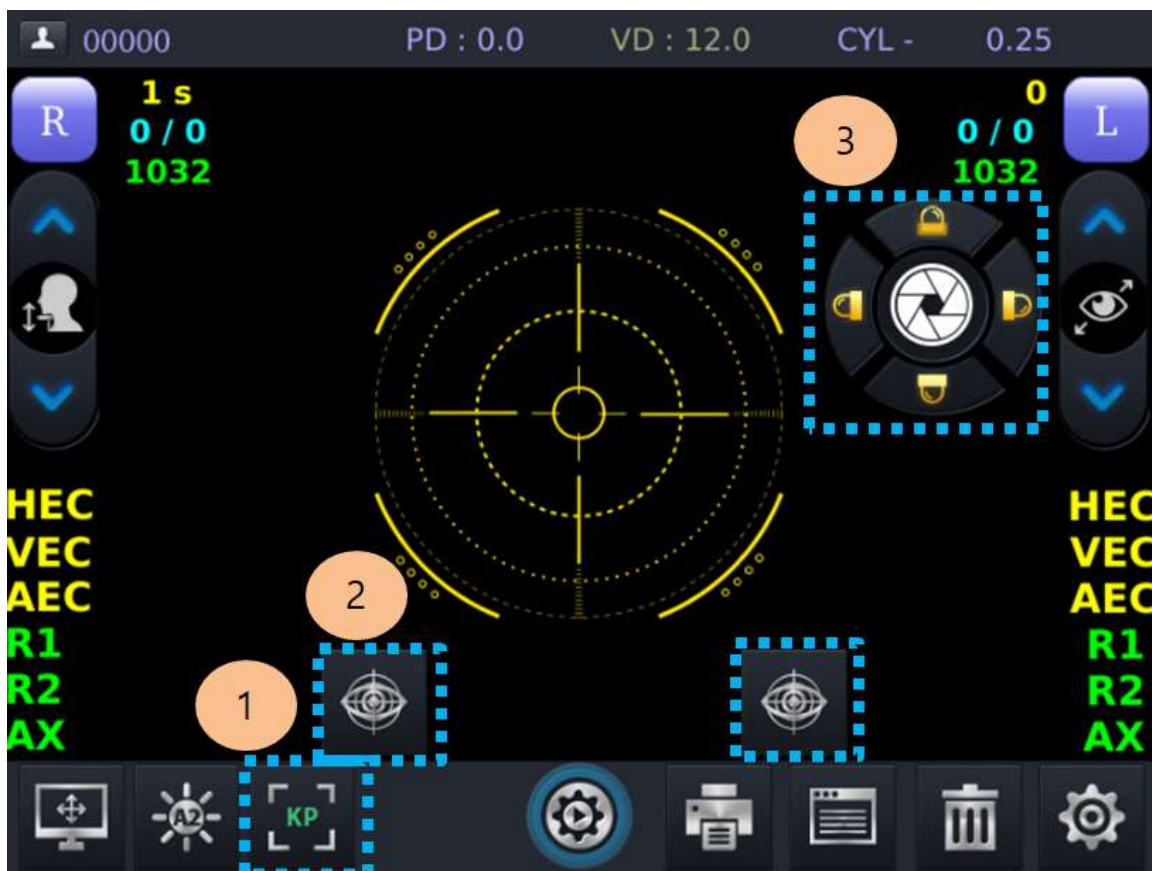 00000 PD : 0.0 VD : 12.0 CYL - 0.25
R 1 s 0 L
0 / 0 3 0 / 0
1032 1032
HEC HEC
VEC VEC
AEC AEC
2
R1 R1
R2 R2
1
AX AX
A2 KP